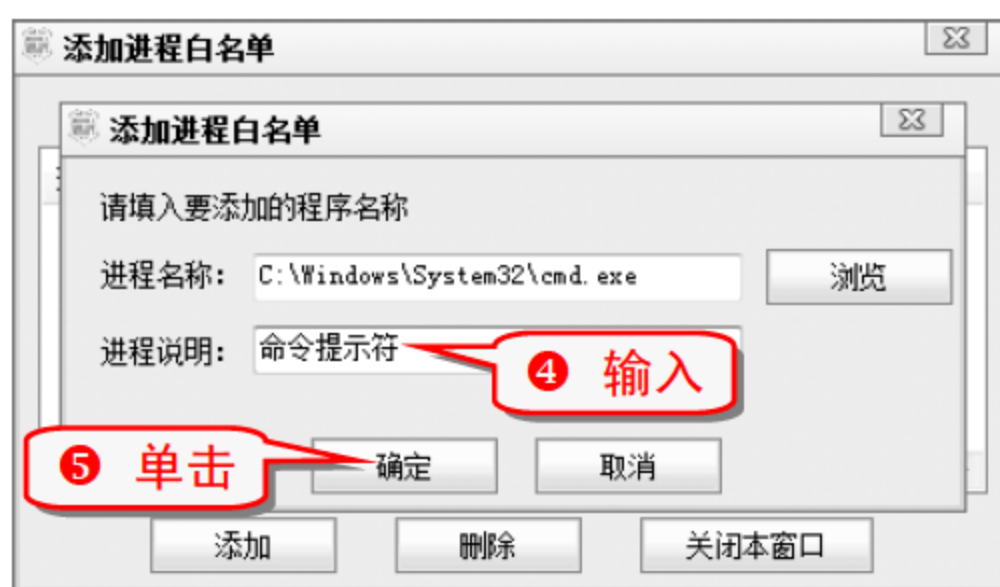 添加进程白名单
添加进程白名单
请填入要添加的程序名称
进程名称： C:\Windows\System32\cmd.exe 浏览
进程说明： 命令提示符
❹ 输入
❺ 单击
确定 取消
添加 删除 关闭本窗口